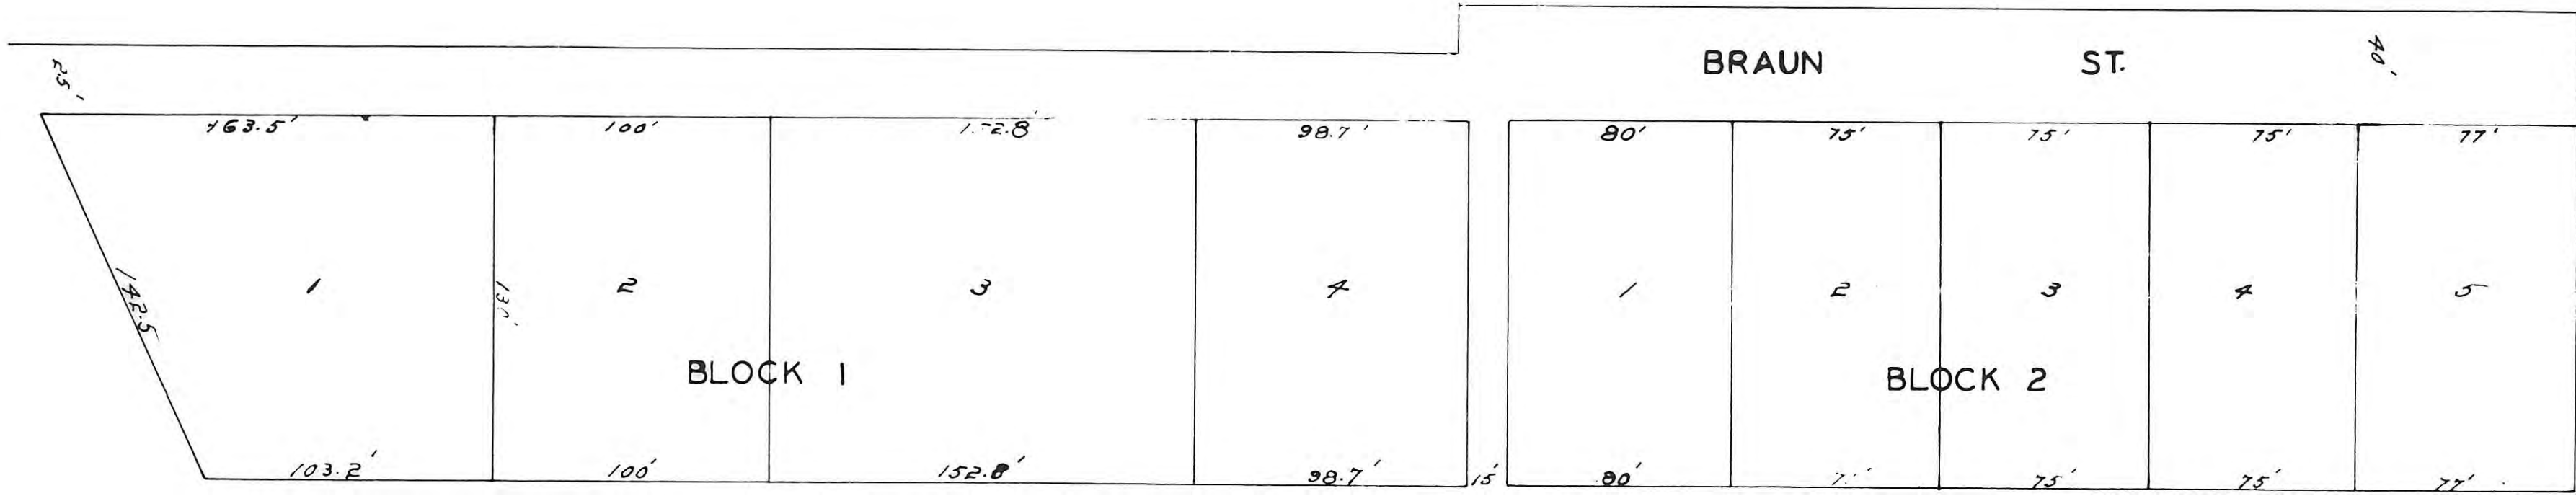 BRAUN ST.
25'
40'
163.5' 100' 98.7' 80' 75' 75' 75' 77'
142.5
1 2 3 4 1 2 3 4 5
BLOCK 1
BLOCK 2
103.2' 100' 152.8' 98.7' 15' 80' 75' 75' 77'